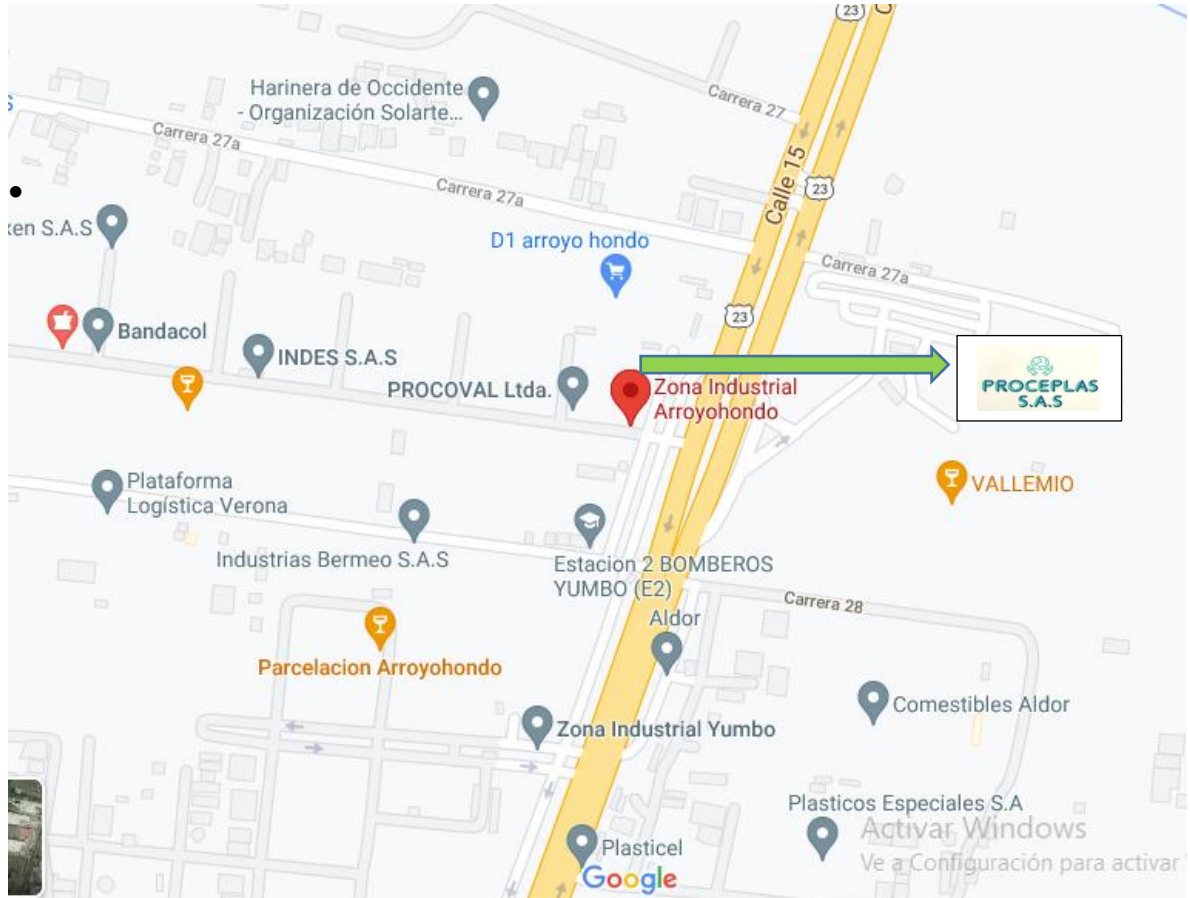 23
C
Harinera de Occidente
- Organización Solarte...
Carrera 27
Carrera 27a
Calle 15
23
Carrera 27a
xen S.A.S
D1 arroyo hondo
Carrera 27a
23
Bandacol
INDES S.A.S
PROCOVAL Ltda.
Zona Industrial
Arroyohondo
PROCEPLAS
S.A.S
Plataforma
Logística Verona
VALLEMIO
Industrias Bermeo S.A.S
Estacion 2 BOMBEROS
YUMBO (E2)
Carrera 28
Aldor
Parcelacion Arroyohondo
Comestibles Aldor
Zona Industrial Yumbo
Plasticos Especiales S.A
Activar Windows
Ve a Configuración para activar
Plasticel
Google